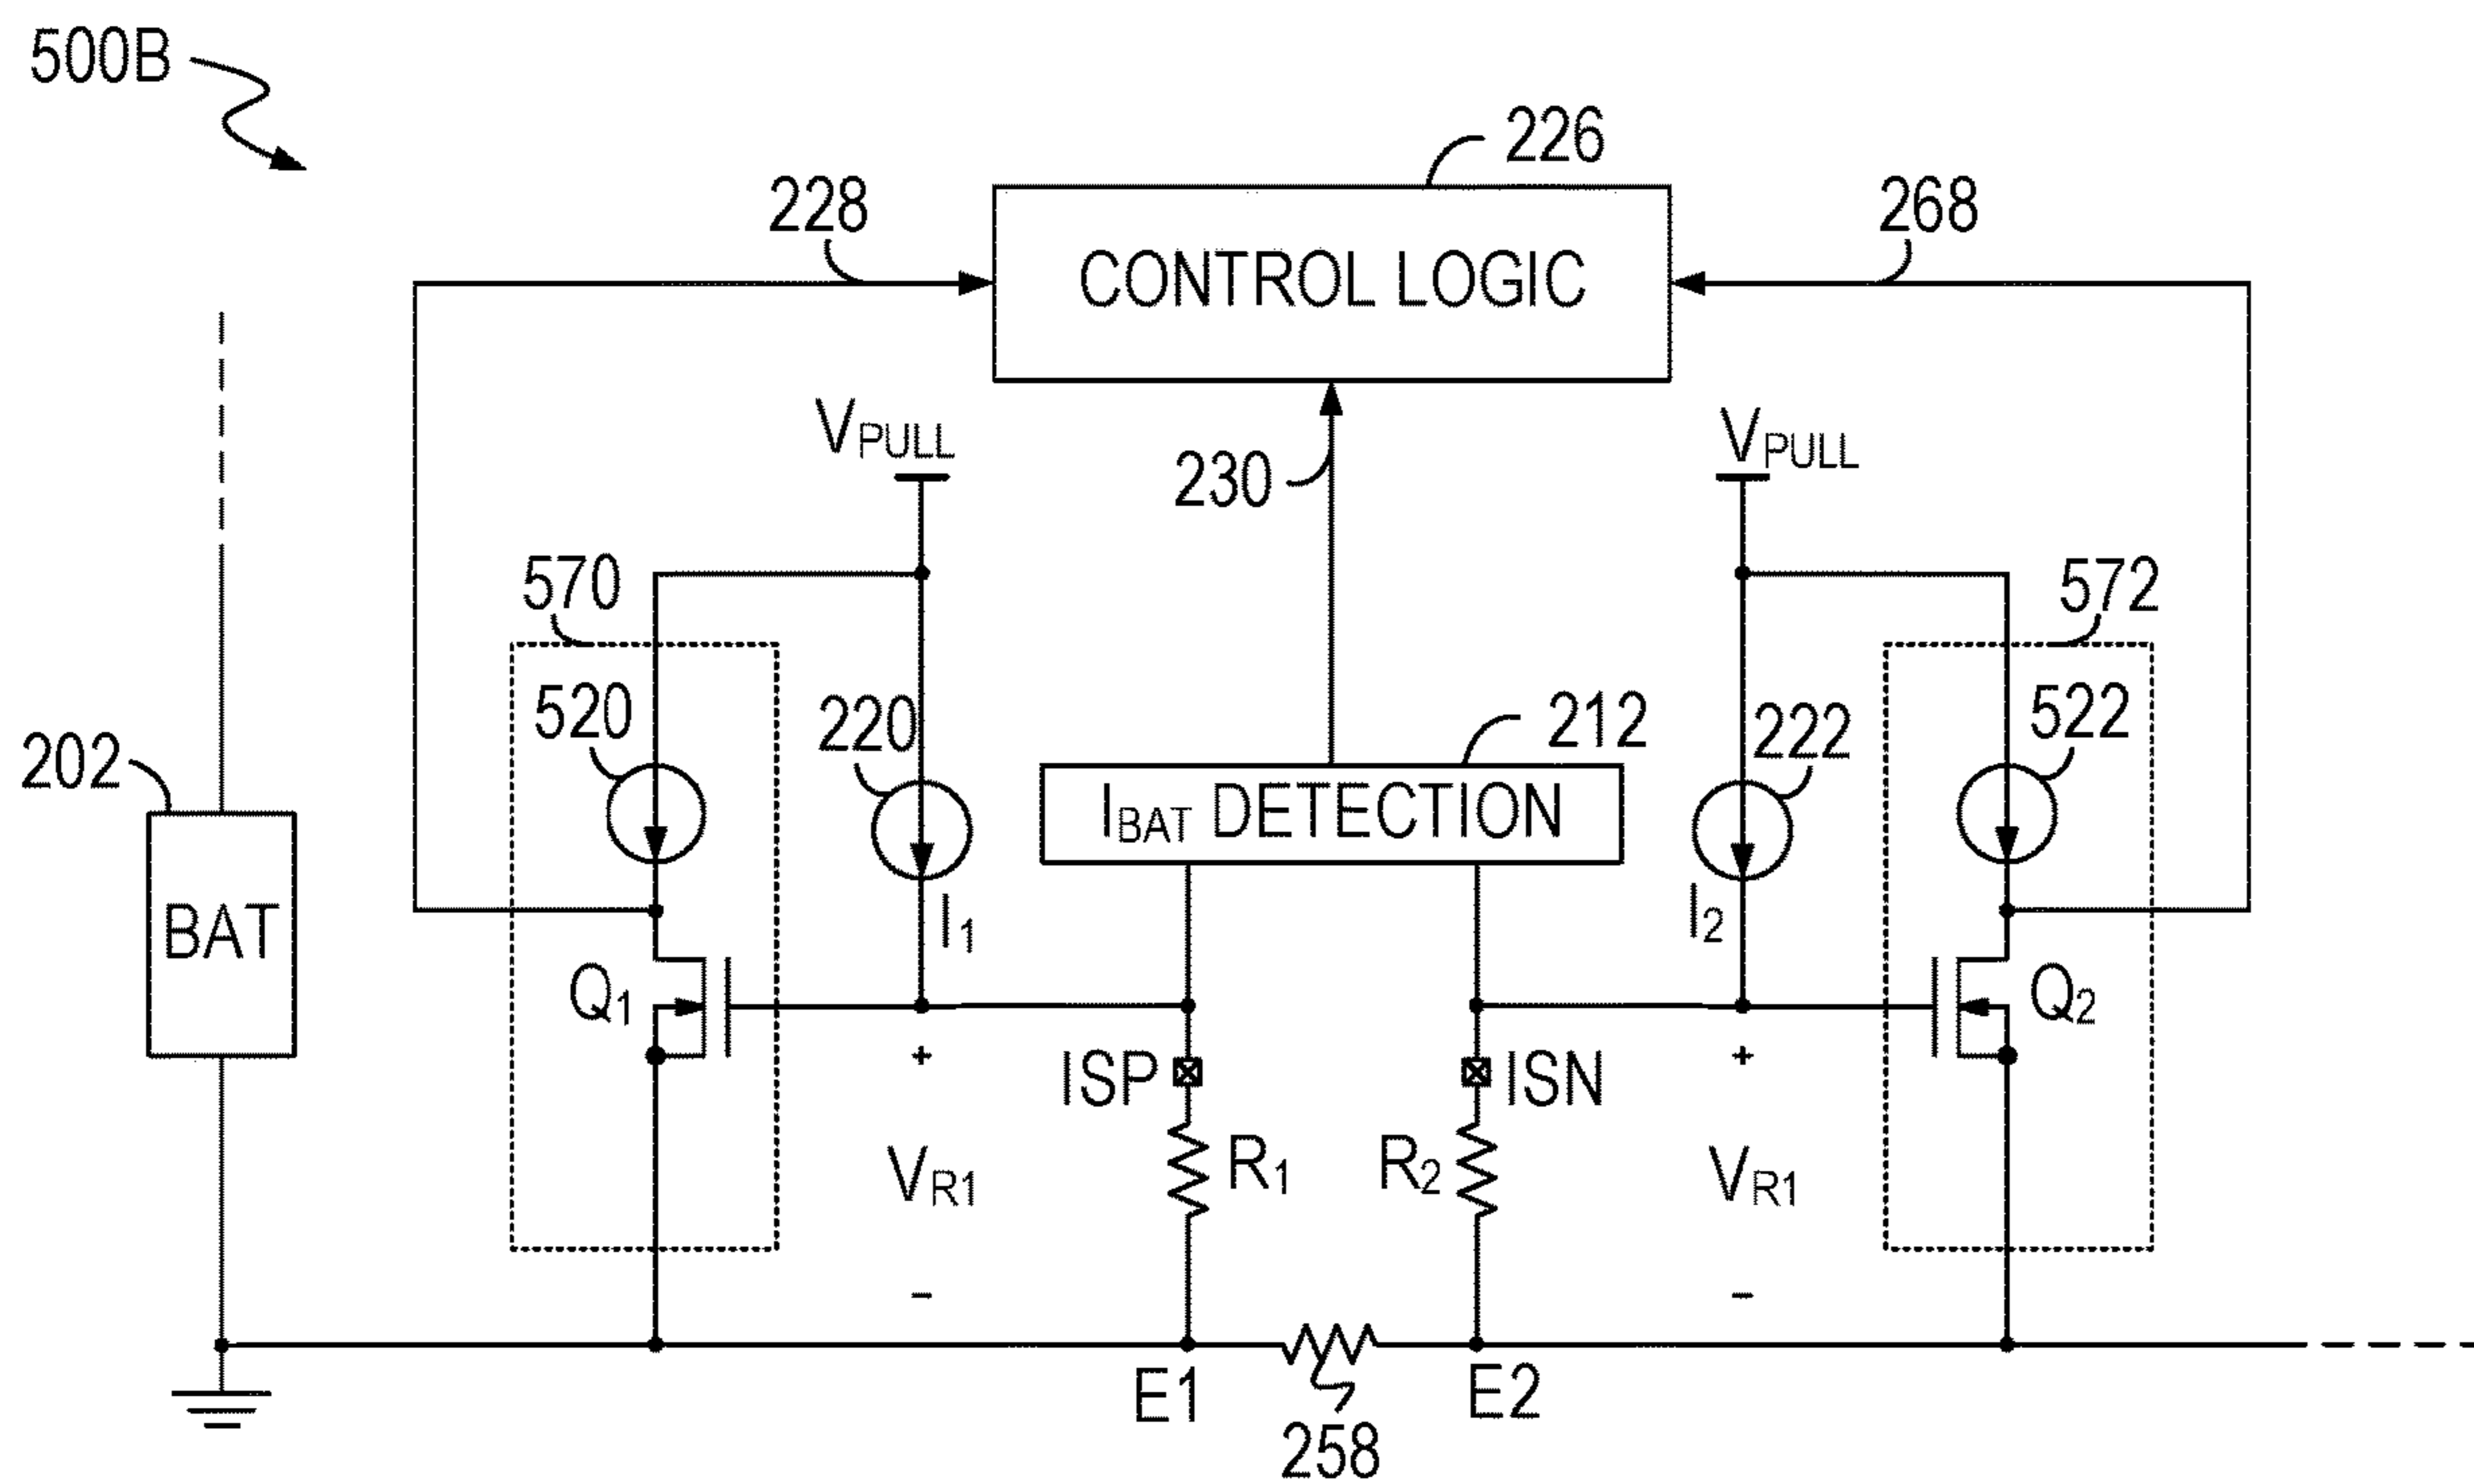 500B
226
228
268
CONTROL LOGIC
VPULL
VPULL
230
570
572
520
220
212
222
522
202
IBAT DETECTION
BAT
I1
I2
Q1
Q2
+
ISP
ISN
+
VR1
R1
R2
VR1
-
-
E1
E2
258